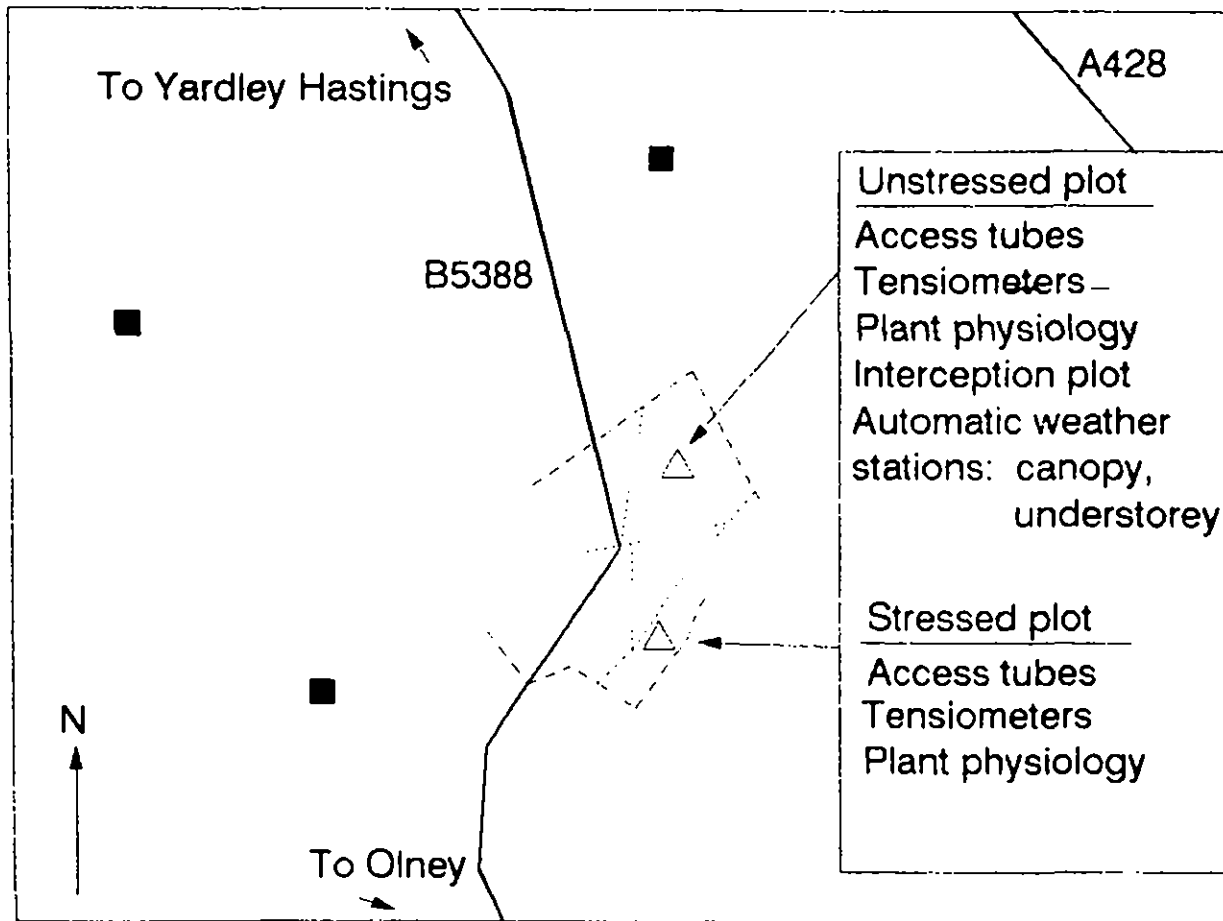 To Yardley Hastings
A428
B5388
Unstressed plot
Access tubes
Tensiometers
Plant physiology
Interception plot
Automatic weather
stations: canopy,
understorey
Stressed plot
Access tubes
Tensiometers
Plant physiology
N
To Olney